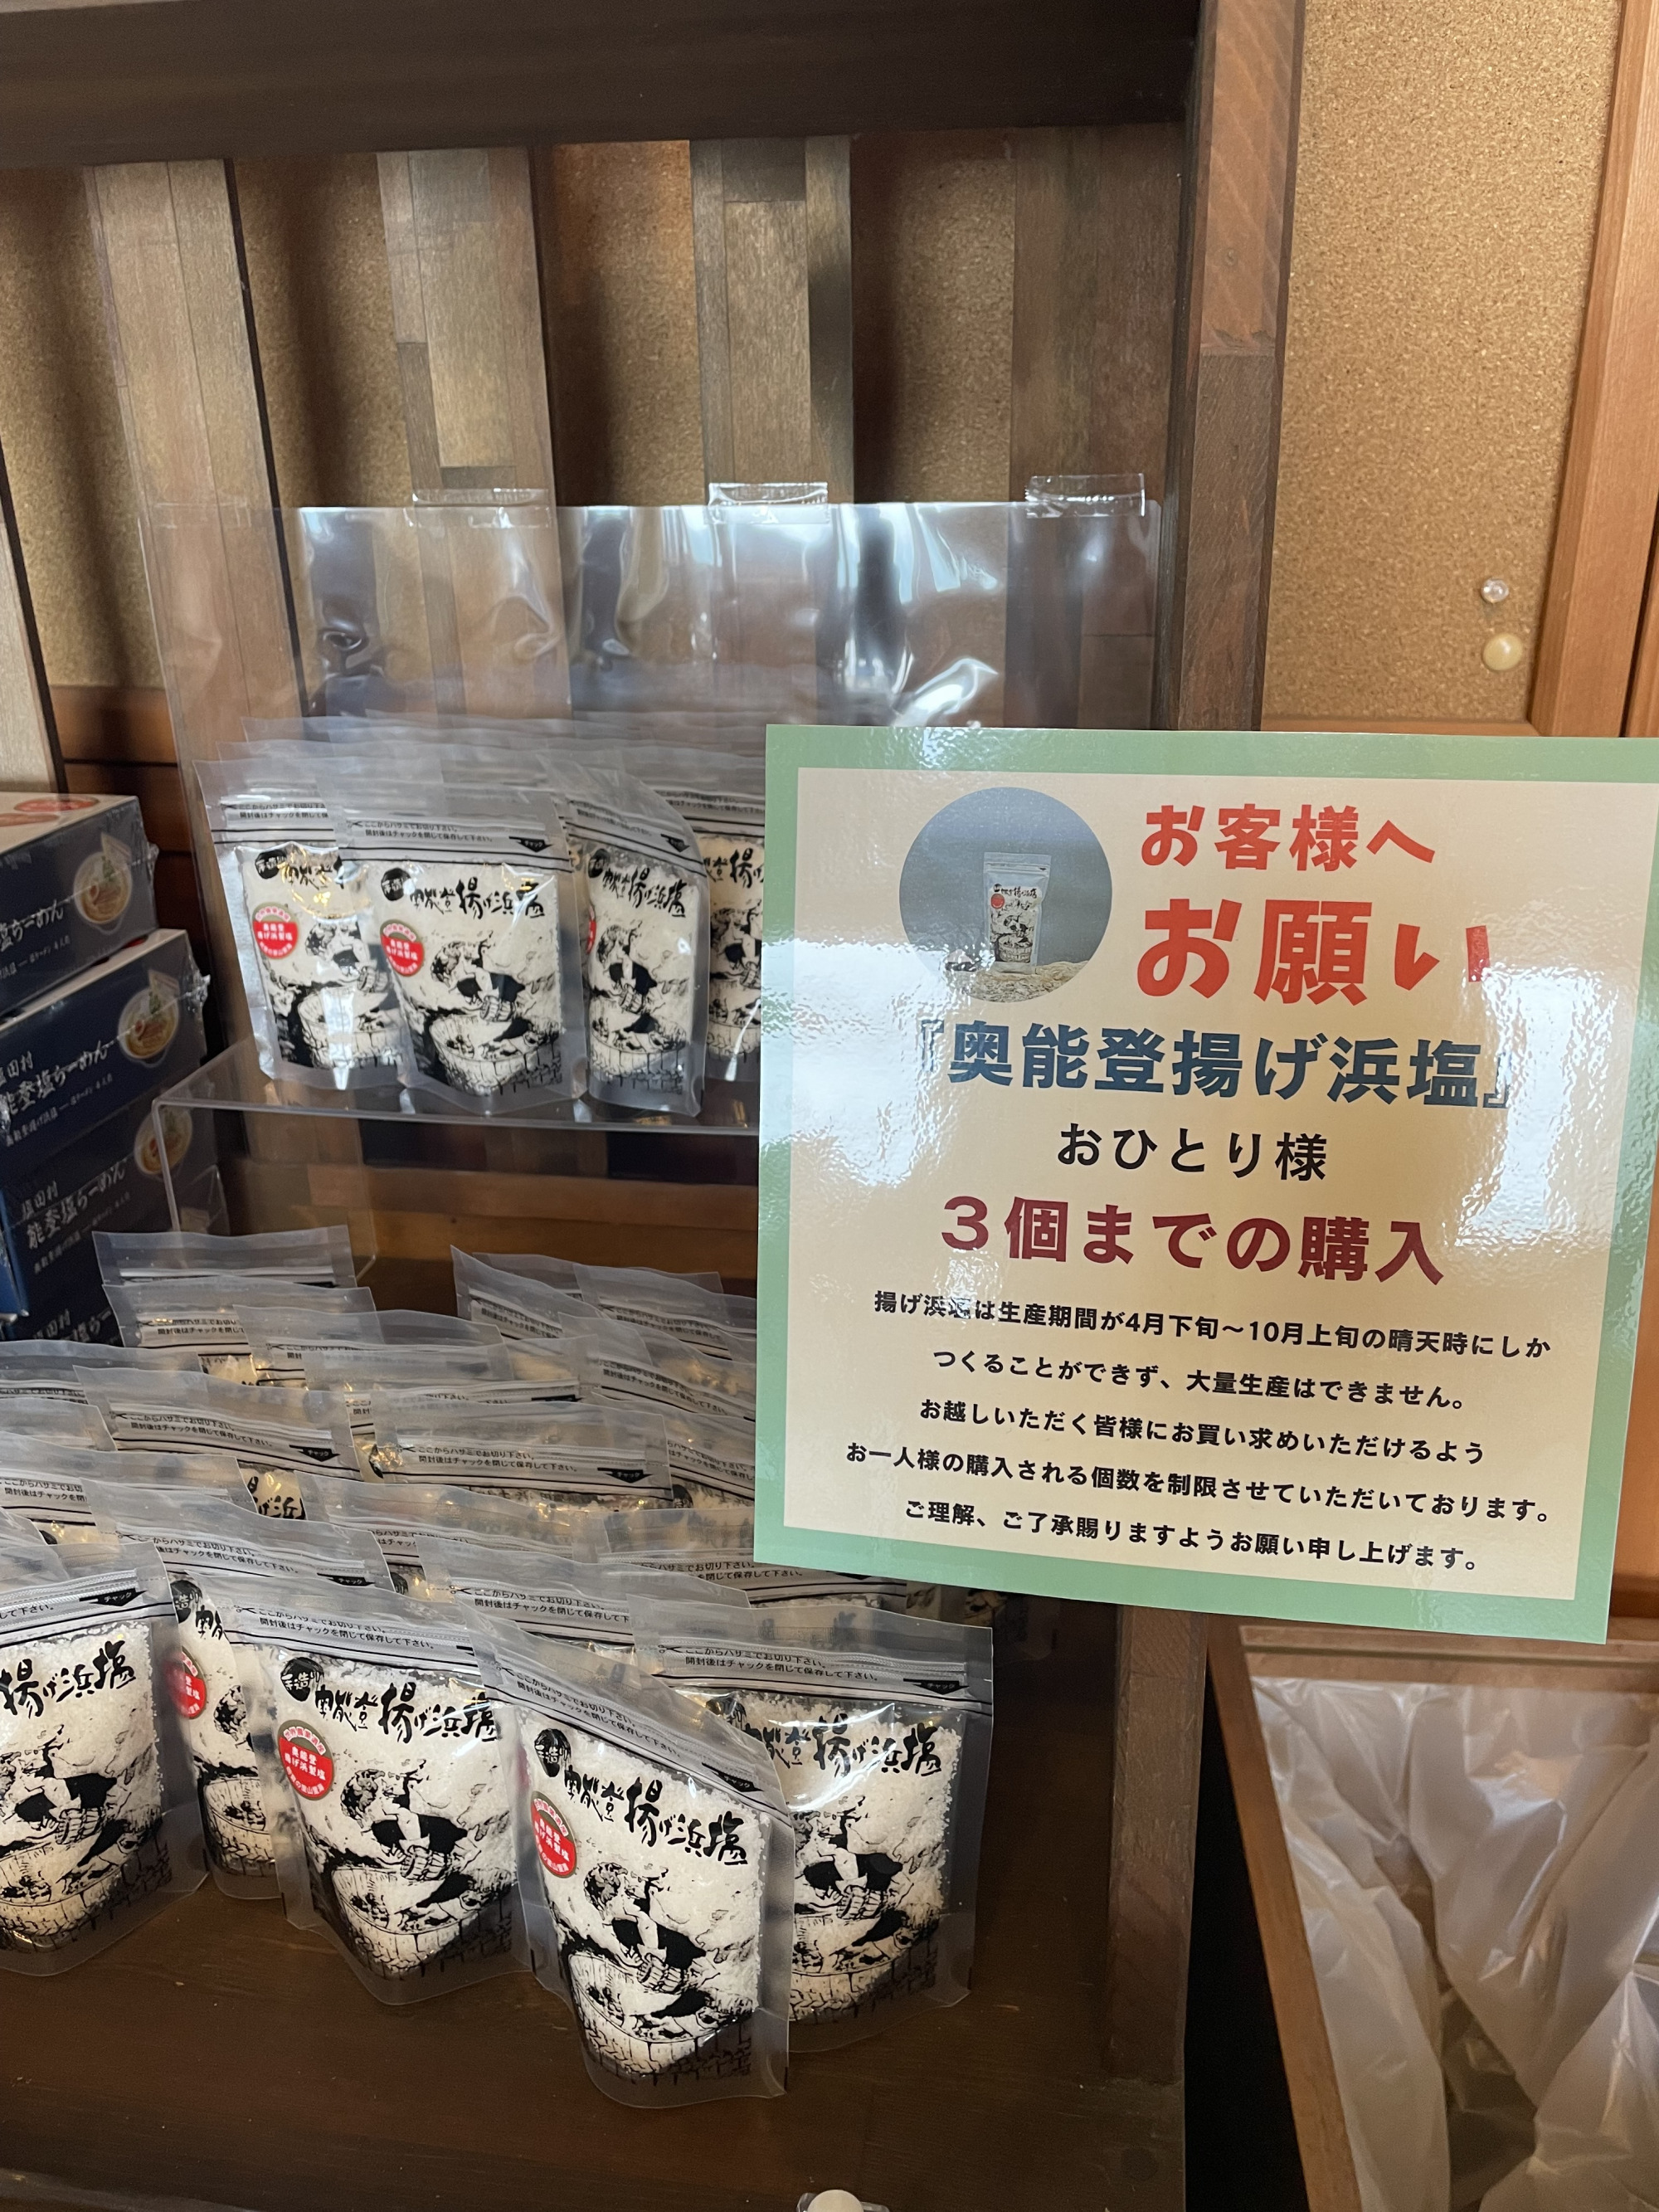 お客様へ
お願い
『奥能登揚げ浜塩』
おひとり様
3個までの購入
揚げ浜塩は生産期間が4月下旬~10月上旬の晴天時にしか
つくることができず、大量生産はできません。
お越しいただく皆様にお買い求めいただけるよう
お一人様の購入される個数を制限させていただいております。
ご理解、ご了承賜りますようお願い申し上げます。
ここからハサミでお切り下さい。
開封後はチャックを閉じて保存して下さい。
チャック
手造り
奥能登揚げ浜塩
奥能登
揚げ浜製塩
塩田村
能登塩らーめん